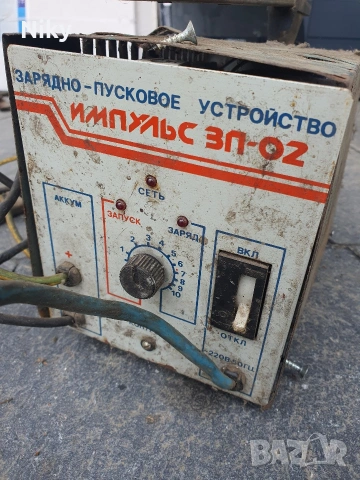 Niky
ЗАРЯДНО-ПУСКОВОЕ УСТРОЙСТВО
ИМПУЛЬС ЗП-02
СЕТЬ
АККУМ
ЗАПУСК
ЗАРЯД
ВКЛ
1 2 3 4 5 6 7 8 9 10
+
ОТКЛ
BAZAR